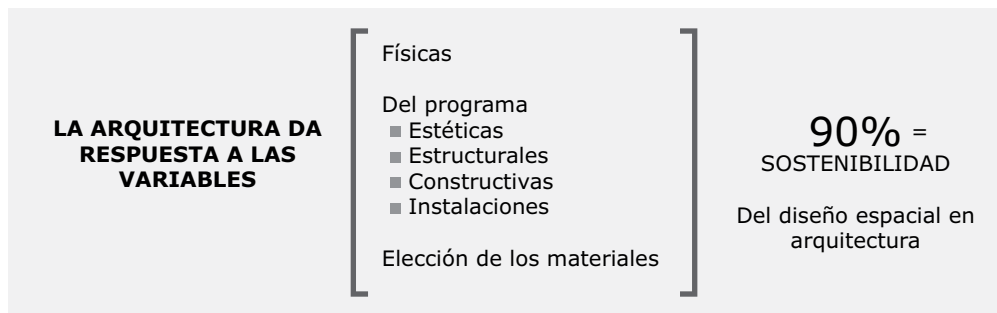 LA ARQUITECTURA DA
RESPUESTA A LAS
VARIABLES
Físicas
Del programa
Estéticas
Estructurales
Constructivas
Instalaciones
Elección de los materiales
90% =
SOSTENIBILIDAD
Del diseño espacial en
arquitectura